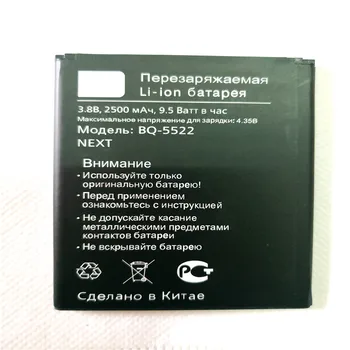 Перезаряжаемая
Li-ion батарея
3.8В, 2500 мАч, 9.5 Ватт в час
Максимальное напряжение для зарядки: 4.35В
Модель: BQ-5522
NEXT
Внимание
• Используйте только
оригинальную батарею!
• Перед применением
ознакомьтесь с инструкцией
• Не допускайте касание
металлическими предметами
контактов батареи
• Не вскрывайте батарею
Сделано в Китае